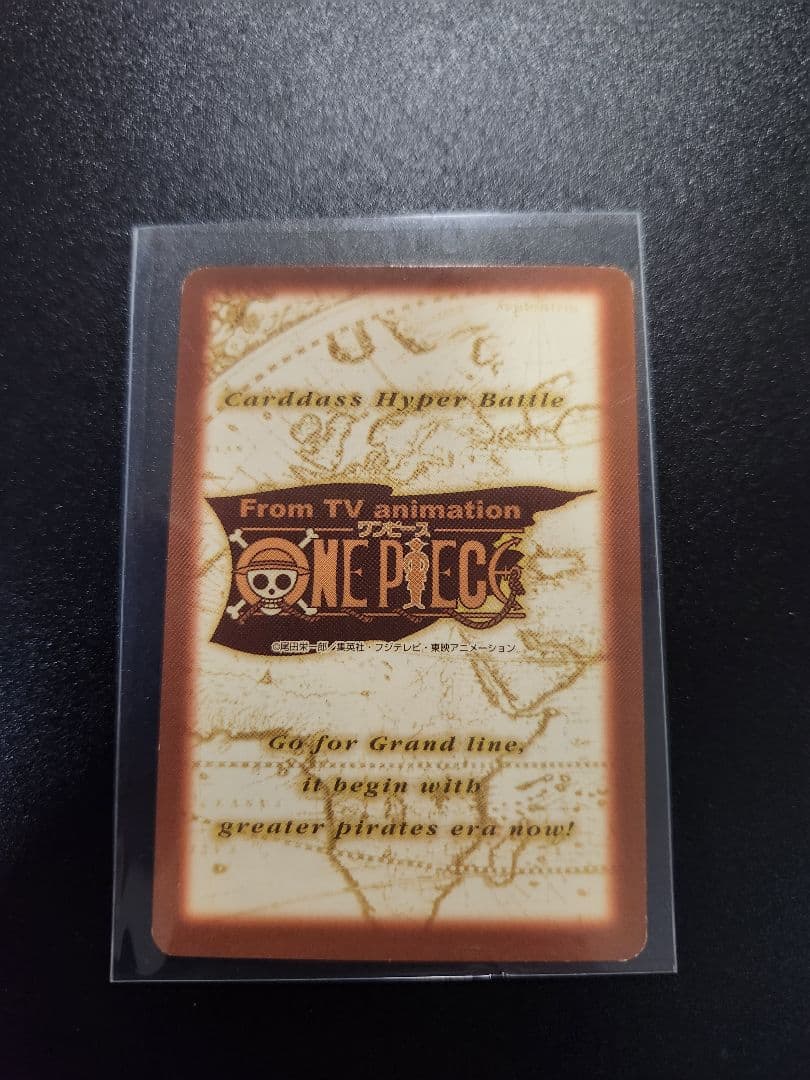 Carddass Hyper Battle
From TV animation
ワンピース
ONE PIECE
©尾田栄一郎／集英社・フジテレビ・東映アニメーション
Go for Grand line,
it begin with
greater pirates era now!